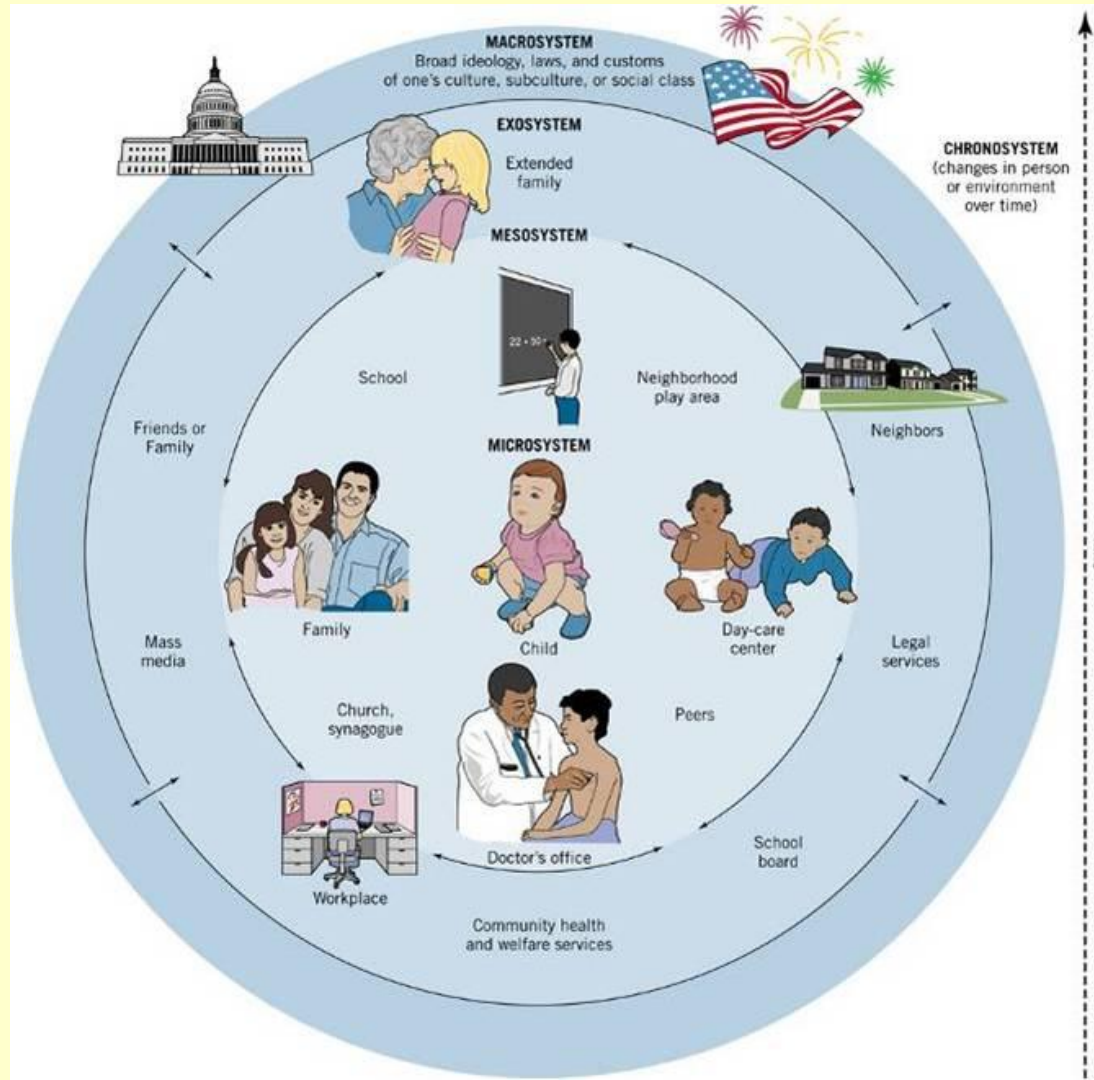 MACROSYSTEM
Broad ideology, laws, and customs
of one's culture, subculture, or social class
EXOSYSTEM
Extended
family
CHRONOSYSTEM
(changes in person
or environment
over time)
MESOSYSTEM
22 + 10 =
School
Neighborhood
play area
Friends or
Family
Neighbors
MICROSYSTEM
Family
Child
Day-care
center
Mass
media
Legal
services
Church,
synagogue
Peers
Doctor's office
School
board
Workplace
Community health
and welfare services